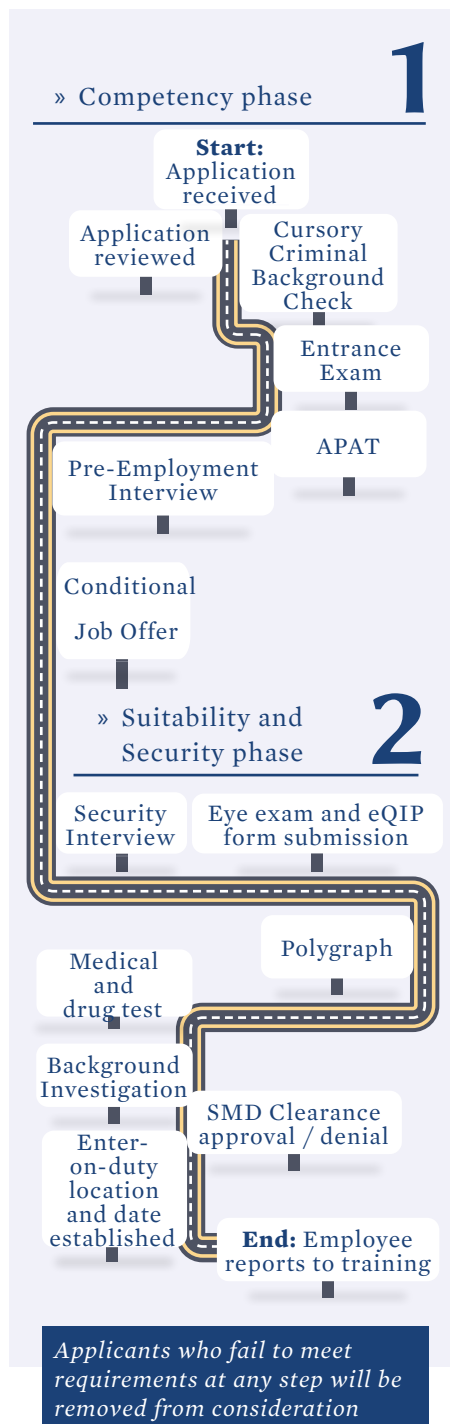 1
» Competency phase
Start:
Application
received
Application
reviewed
Cursory
Criminal
Background
Check
Entrance
Exam
APAT
Pre-Employment
Interview
Conditional
Job Offer
2
» Suitability and
Security phase
Security
Interview
Eye exam and eQIP
form submission
Polygraph
Medical
and
drug test
Background
Investigation
SMD Clearance
approval / denial
Enter-
on-duty
location
and date
established
End: Employee
reports to training
Applicants who fail to meet
requirements at any step will be
removed from consideration